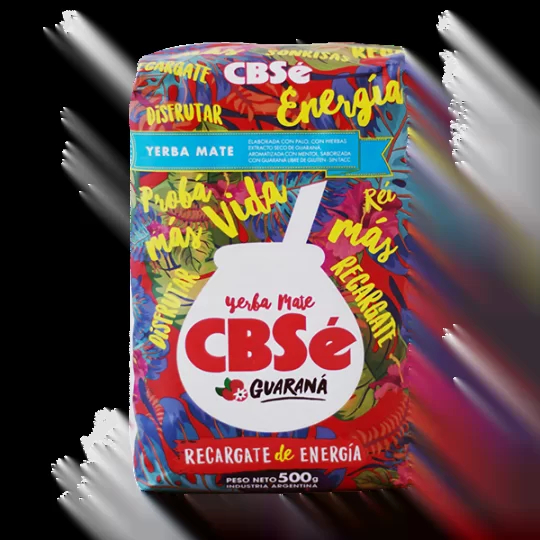 SONRISAS
RECARGATE
CBSé
DISFRUTAR
Energía
YERBA MATE
ELABORADA CON PALO, CON HIERBAS
EXTRACTO SECO DE GUARANÁ,
AROMATIZADA CON MENTOL, SABORIZADA
CON GUARANÁ LIBRE DE GLUTEN · SIN TACC
Probá
más Vida
Reí
más
DISFRUTAR
RECARGATE
Yerba Mate
CBSé
GUARANÁ
RECARGATE de ENERGÍA
PESO NETO 500g
INDUSTRIA ARGENTINA